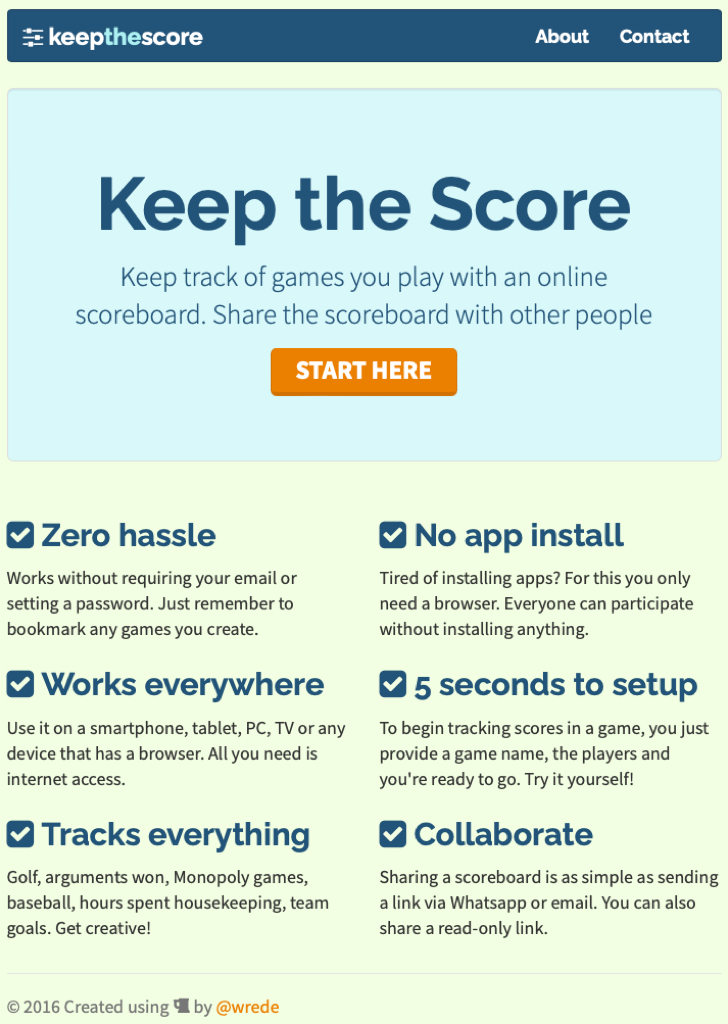 keepthescore
About
Contact
Keep the Score
Keep track of games you play with an online
scoreboard. Share the scoreboard with other people
START HERE
Zero hassle
Works without requiring your email or
setting a password. Just remember to
bookmark any games you create.
No app install
Tired of installing apps? For this you only
need a browser. Everyone can participate
without installing anything.
Works everywhere
Use it on a smartphone, tablet, PC, TV or any
device that has a browser. All you need is
internet access.
5 seconds to setup
To begin tracking scores in a game, you just
provide a game name, the players and
you're ready to go. Try it yourself!
Tracks everything
Golf, arguments won, Monopoly games,
baseball, hours spent housekeeping, team
goals. Get creative!
Collaborate
Sharing a scoreboard is as simple as sending
a link via Whatsapp or email. You can also
share a read-only link.
© 2016 Created using by @wrede